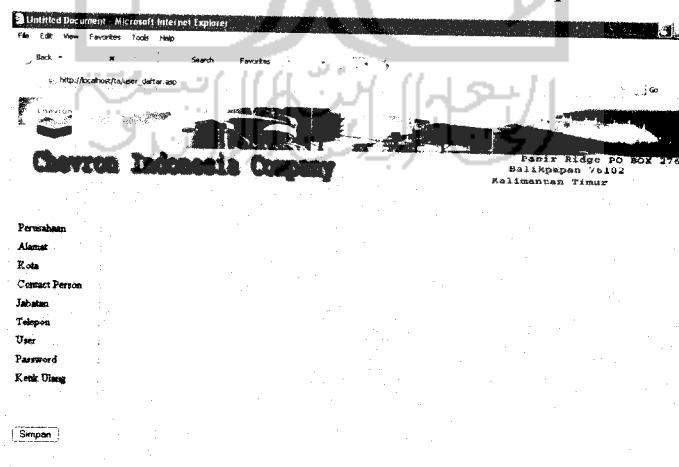 Untitled Document - Microsoft Internet Explorer
File Edit View Favorites Tools Help
Back Search Favorites
http://localhost/ta/user_daftar.asp Go
Chevron
Chevron Indonesia Company
Pasir Ridge PO BOX 276
Balikpapan 76102
Kalimantan Timur
Perusahaan
Alamat
Kota
Contact Person
Jabatan
Telepon
User
Password
Ketik Ulang
Simpan